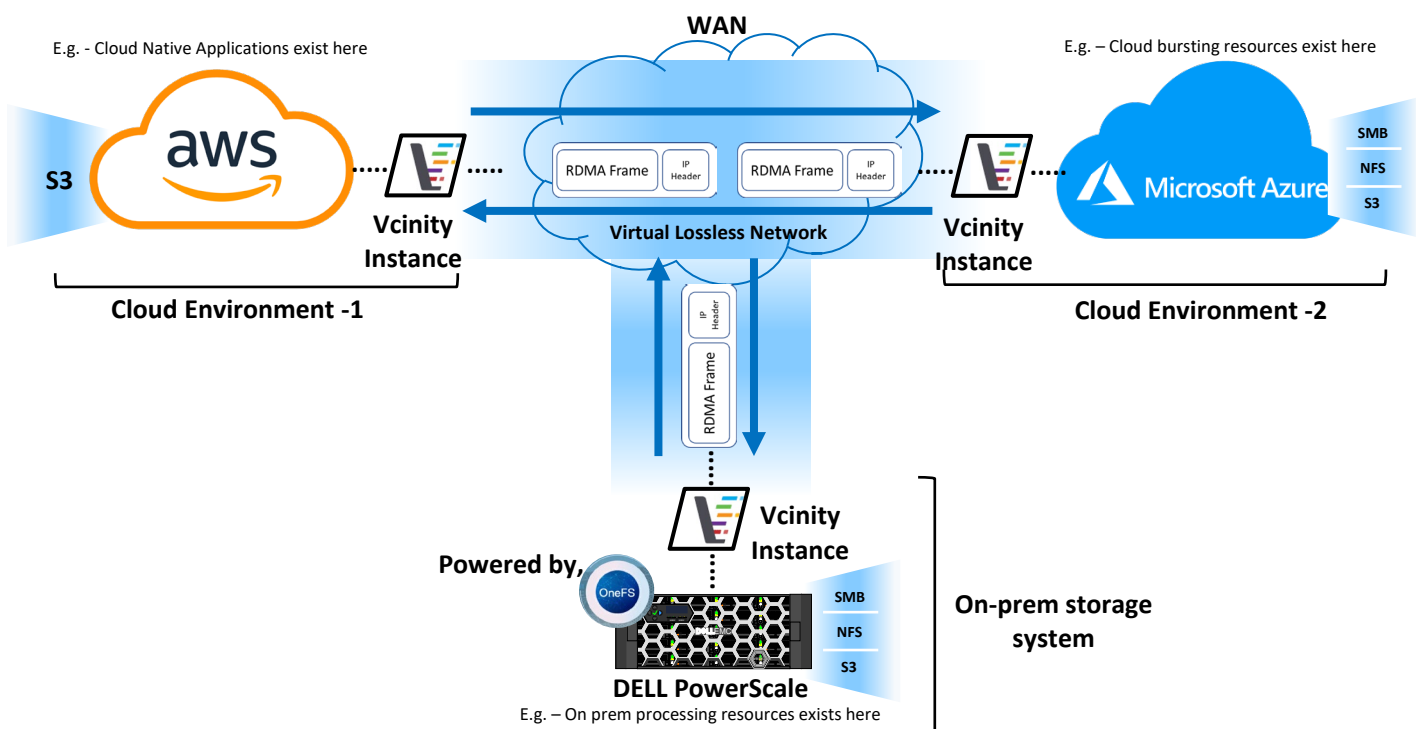 WAN
E.g. - Cloud Native Applications exist here
E.g. – Cloud bursting resources exist here
S3
aws
RDMA Frame
IP
Header
RDMA Frame
IP
Header
Microsoft Azure
SMB
NFS
S3
Vcinity
Instance
Virtual Lossless Network
Vcinity
Instance
Cloud Environment -1
Cloud Environment -2
IP
Header
RDMA Frame
Vcinity
Instance
Powered by,
OneFS
DELLEMC
SMB
NFS
S3
On-prem storage
system
DELL PowerScale
E.g. – On prem processing resources exists here